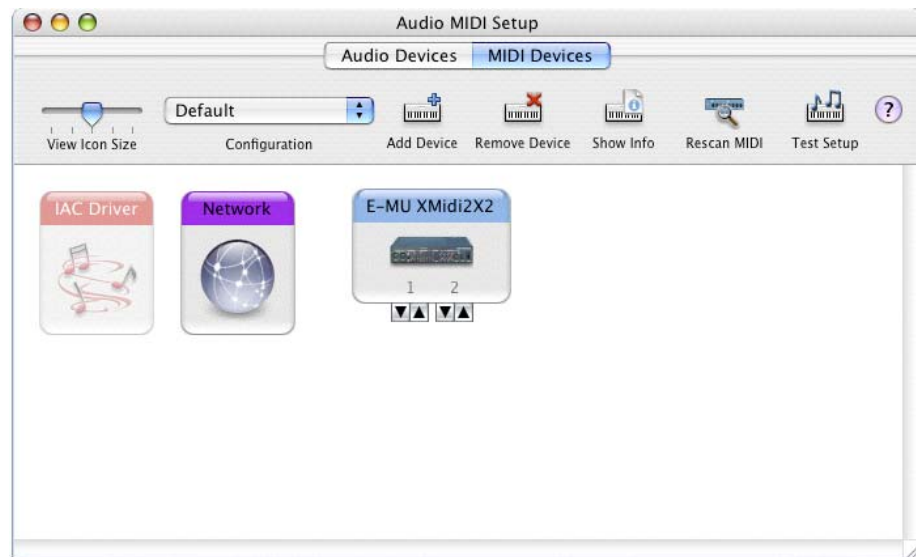 Audio MIDI Setup
Audio Devices MIDI Devices
Default
?
View Icon Size Configuration Add Device Remove Device Show Info Rescan MIDI Test Setup
IAC Driver Network E-MU XMidi2X2
1 2